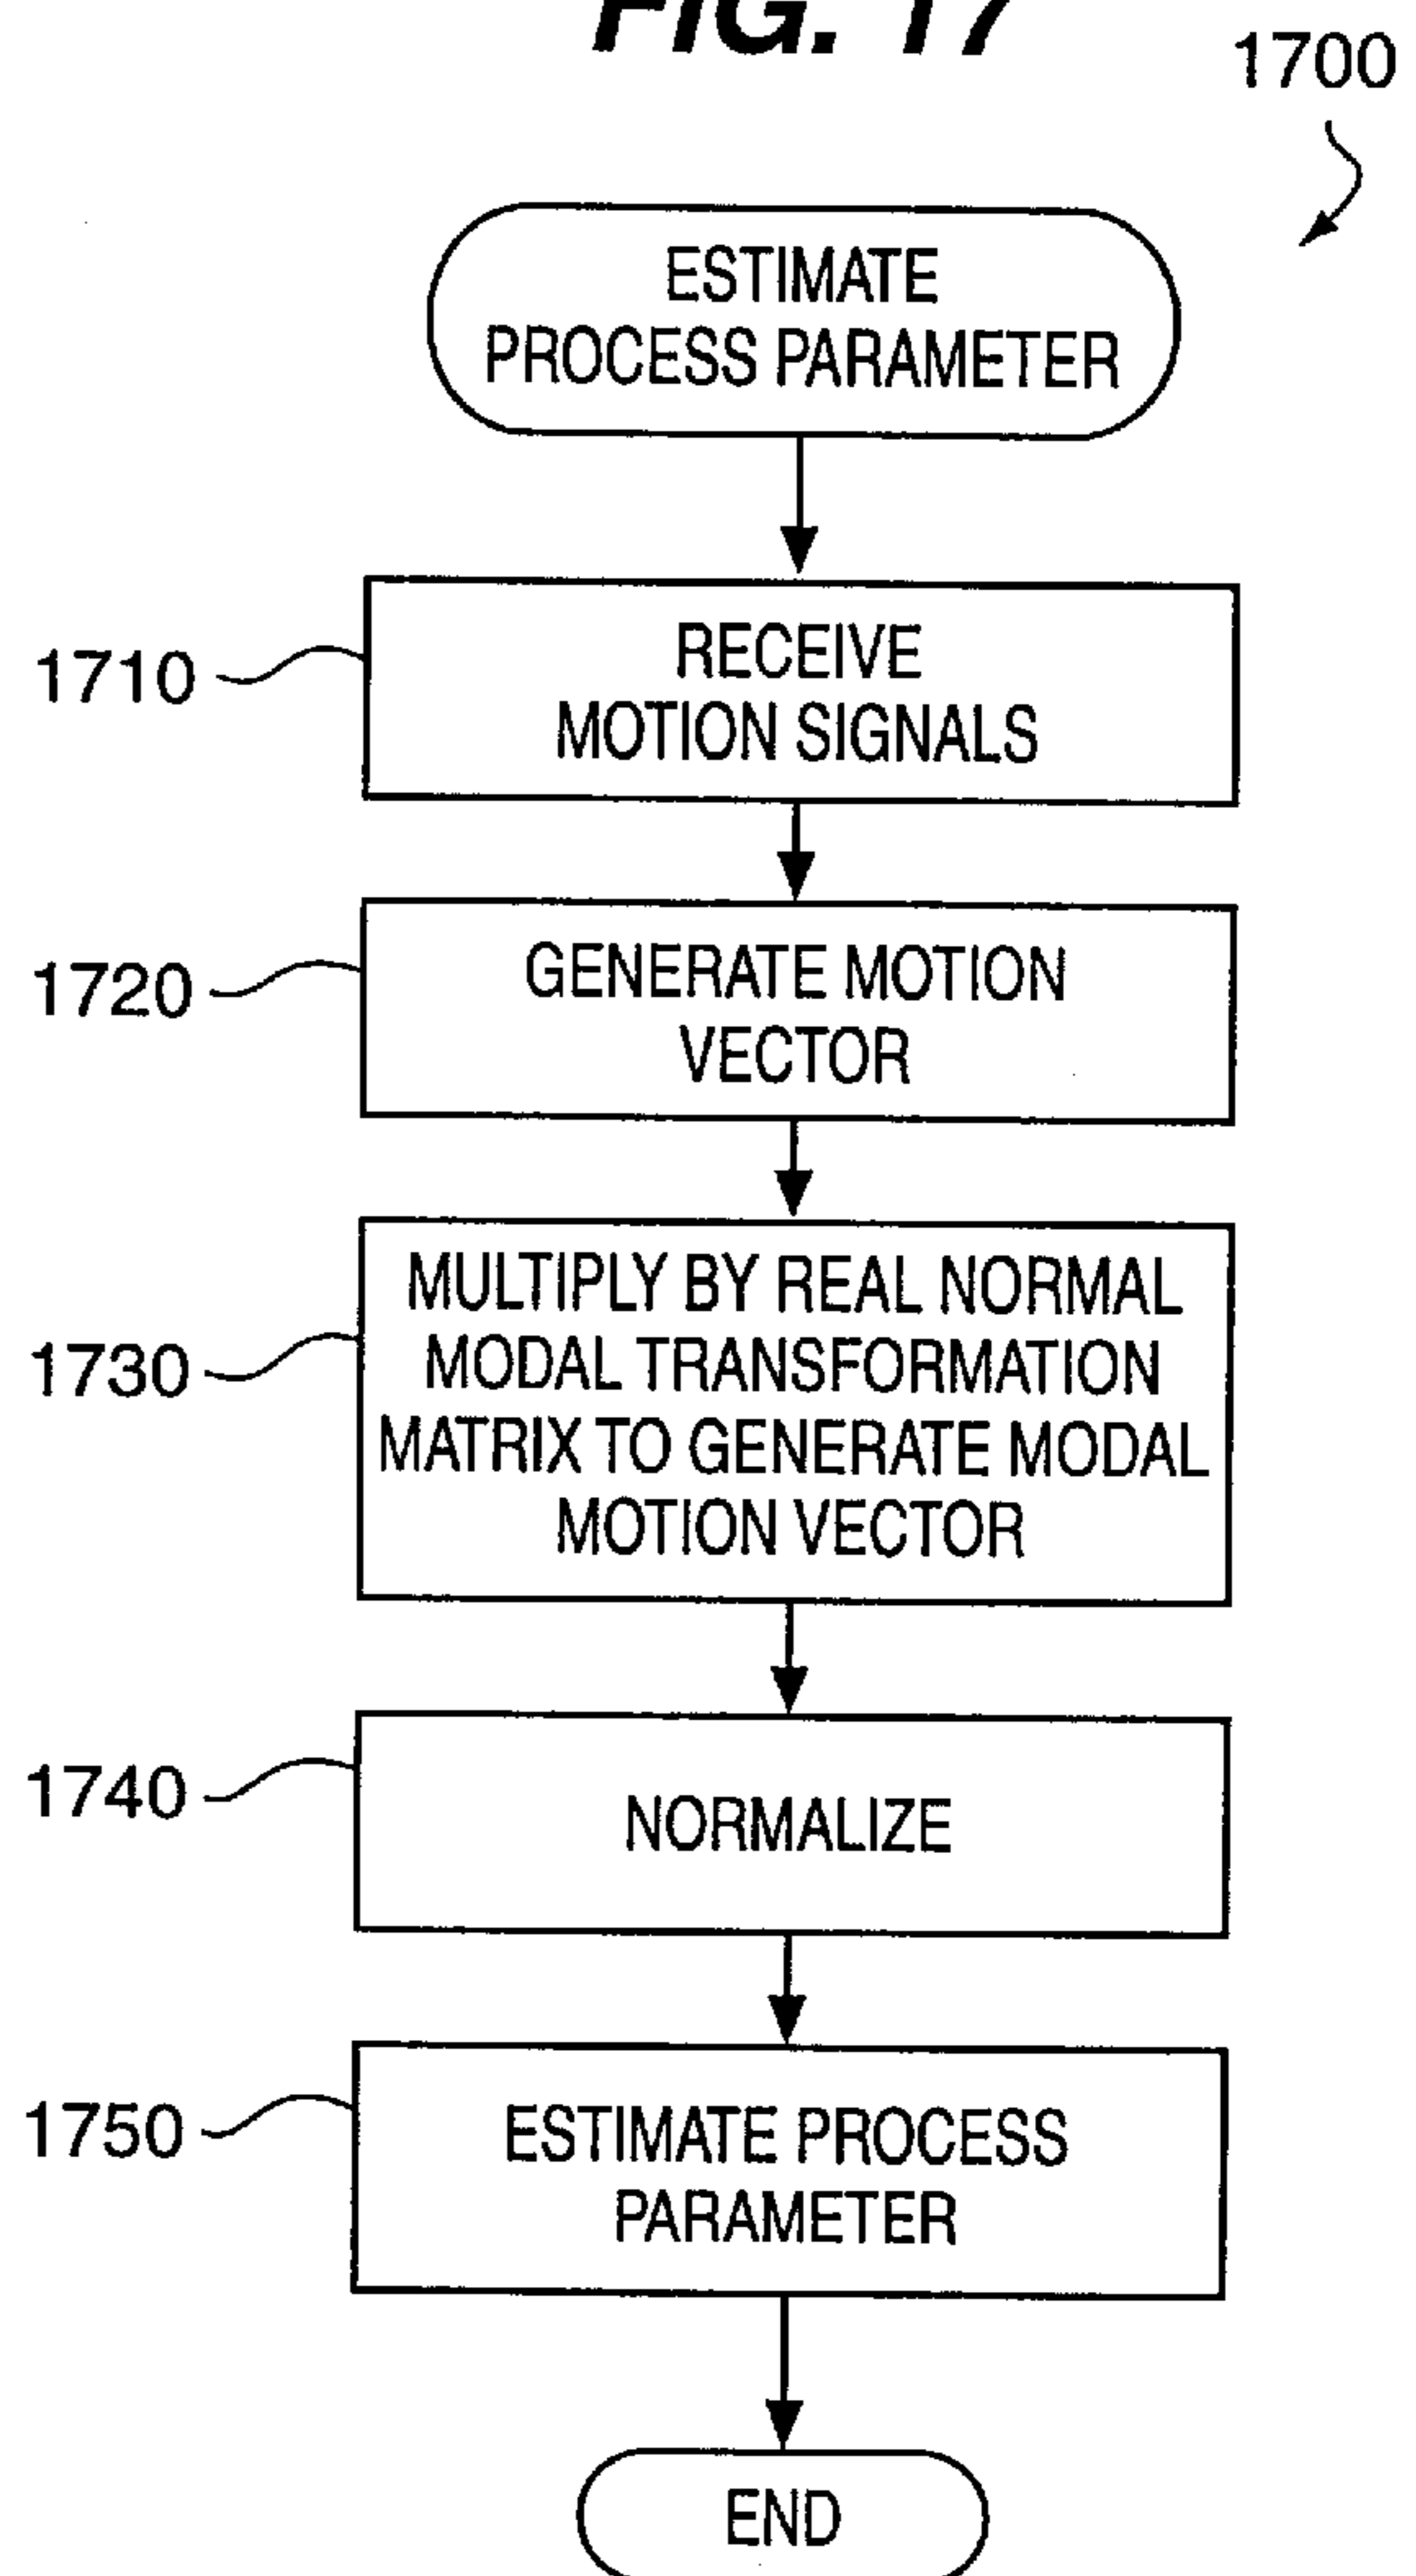 FIG. 17
1700
ESTIMATE
PROCESS PARAMETER
1710
RECEIVE
MOTION SIGNALS
1720
GENERATE MOTION
VECTOR
1730
MULTIPLY BY REAL NORMAL
MODAL TRANSFORMATION
MATRIX TO GENERATE MODAL
MOTION VECTOR
1740
NORMALIZE
1750
ESTIMATE PROCESS
PARAMETER
END